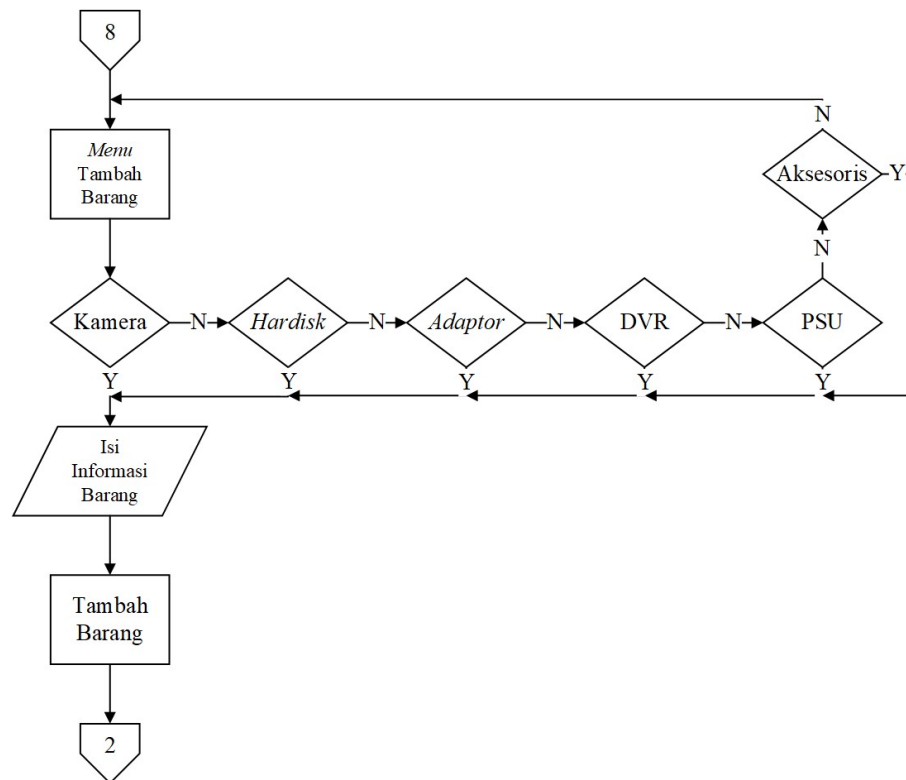 8
Menu
Tambah
Barang
N
Aksesoris
Y
N
Kamera
N
Hardisk
N
Adaptor
N
DVR
N
PSU
Y
Y
Y
Y
Y
Isi
Informasi
Barang
Tambah
Barang
2